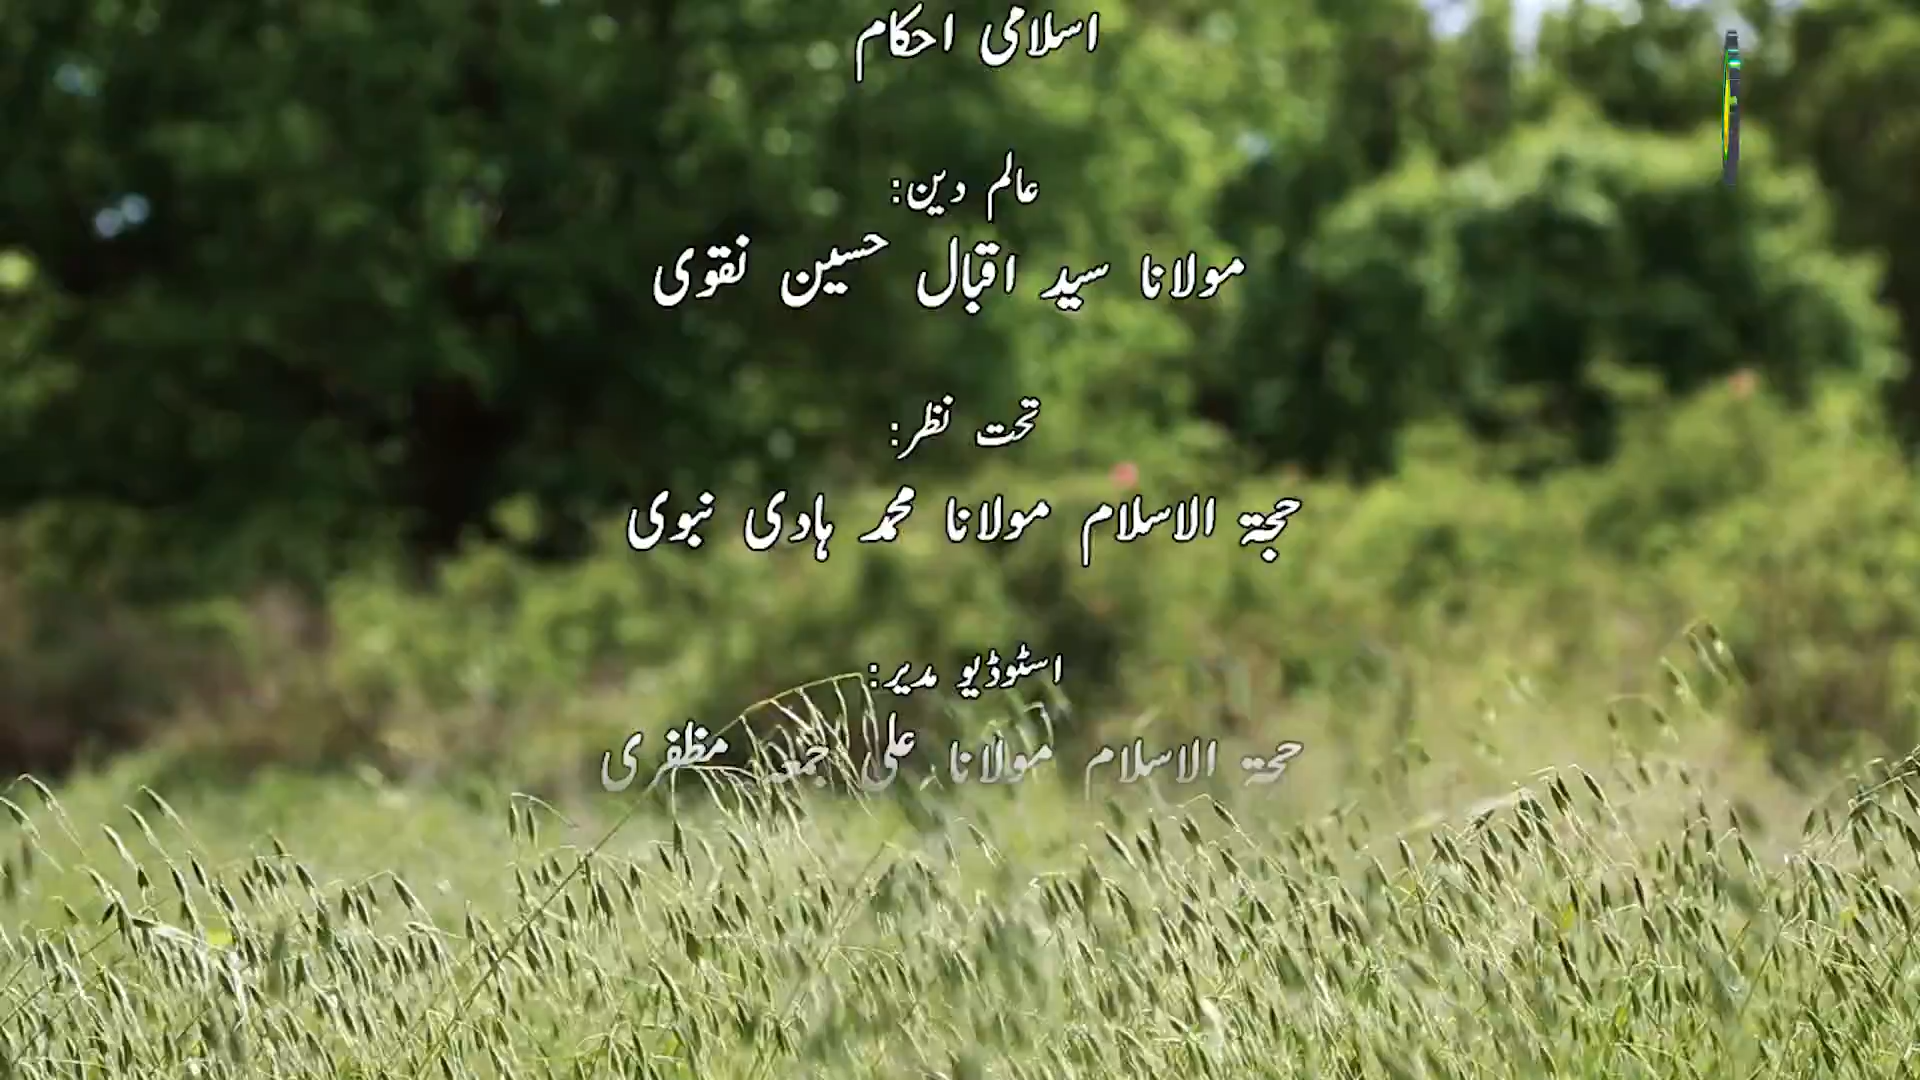 اسلامی احکام
عالم دین:
مولانا سید اقبال حسین نقوی
تحت نظر:
حجۃ الاسلام مولانا محمد ہادی نبوی
اسٹوڈیو مدیر:
حجۃ الاسلام مولانا علی جمعہ مظفری